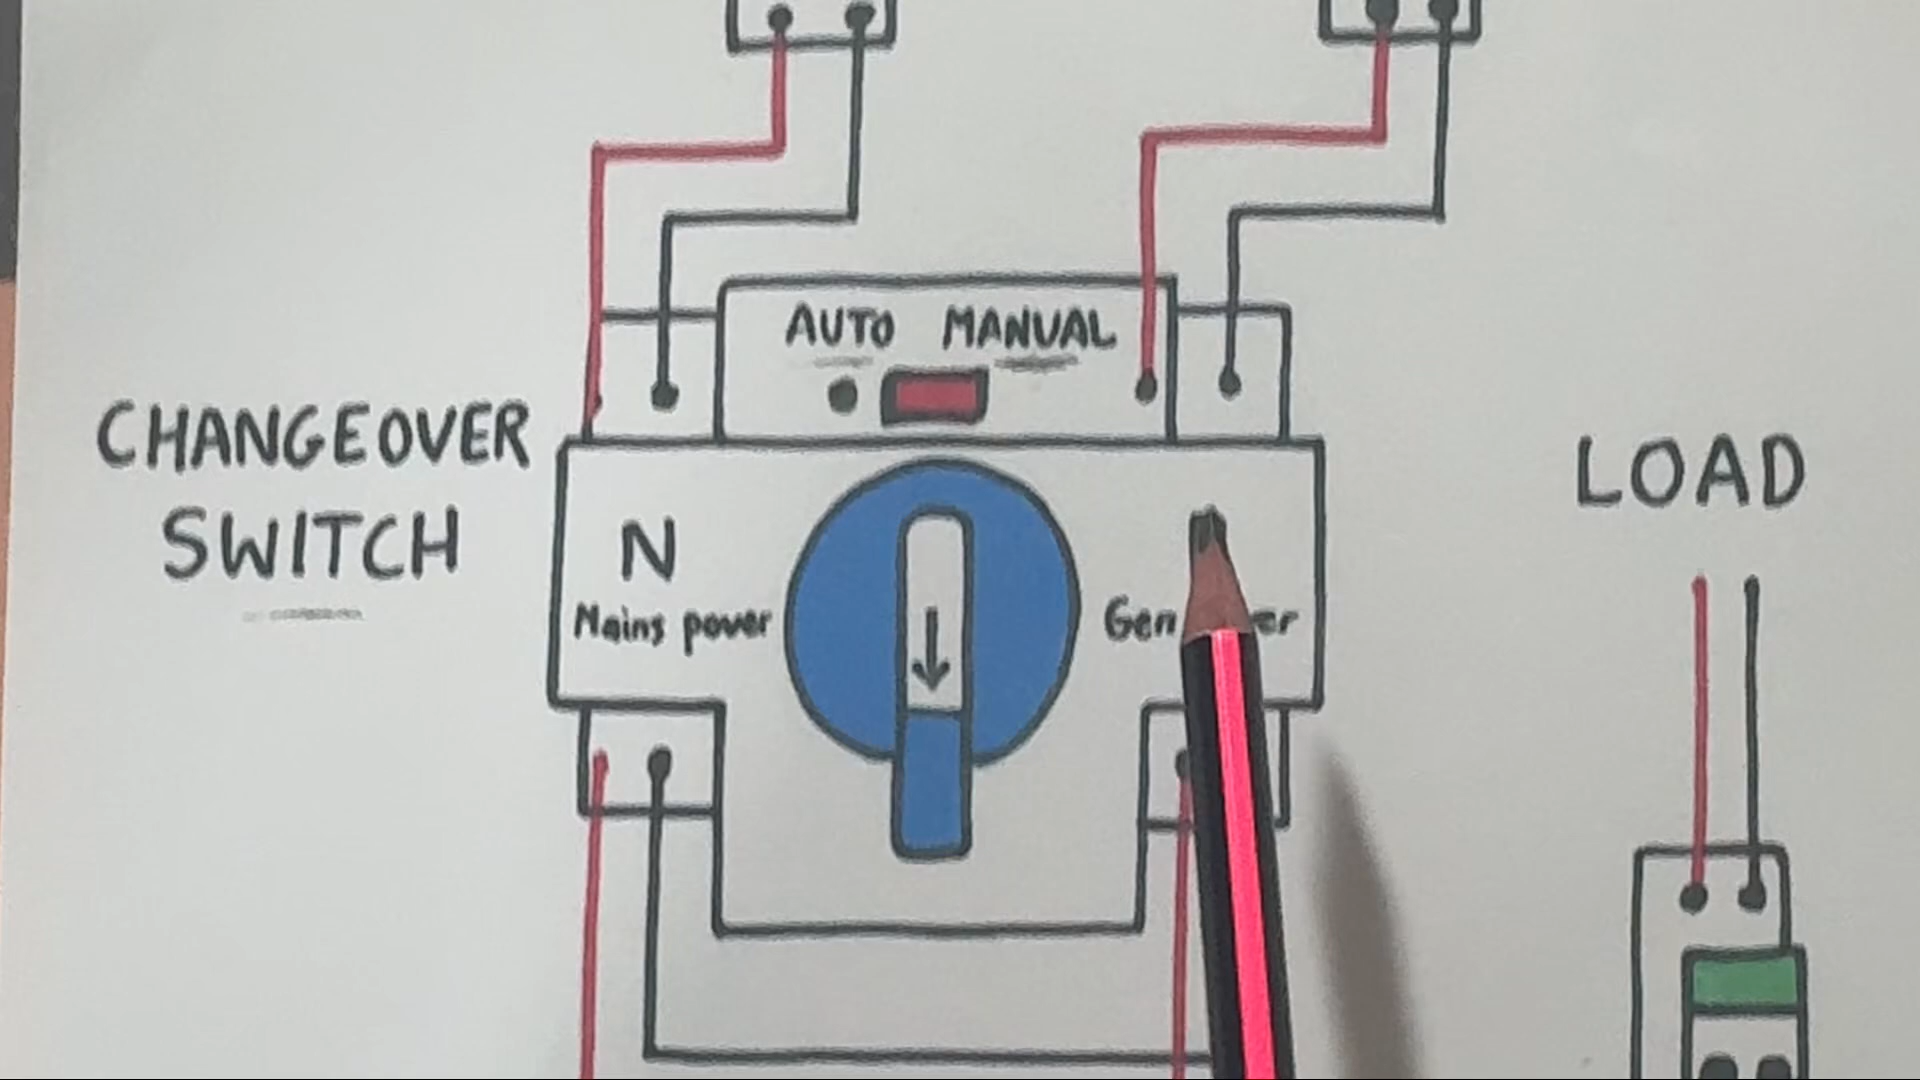 AUTO MANUAL
CHANGEOVER
SWITCH
N
Mains power
LOAD